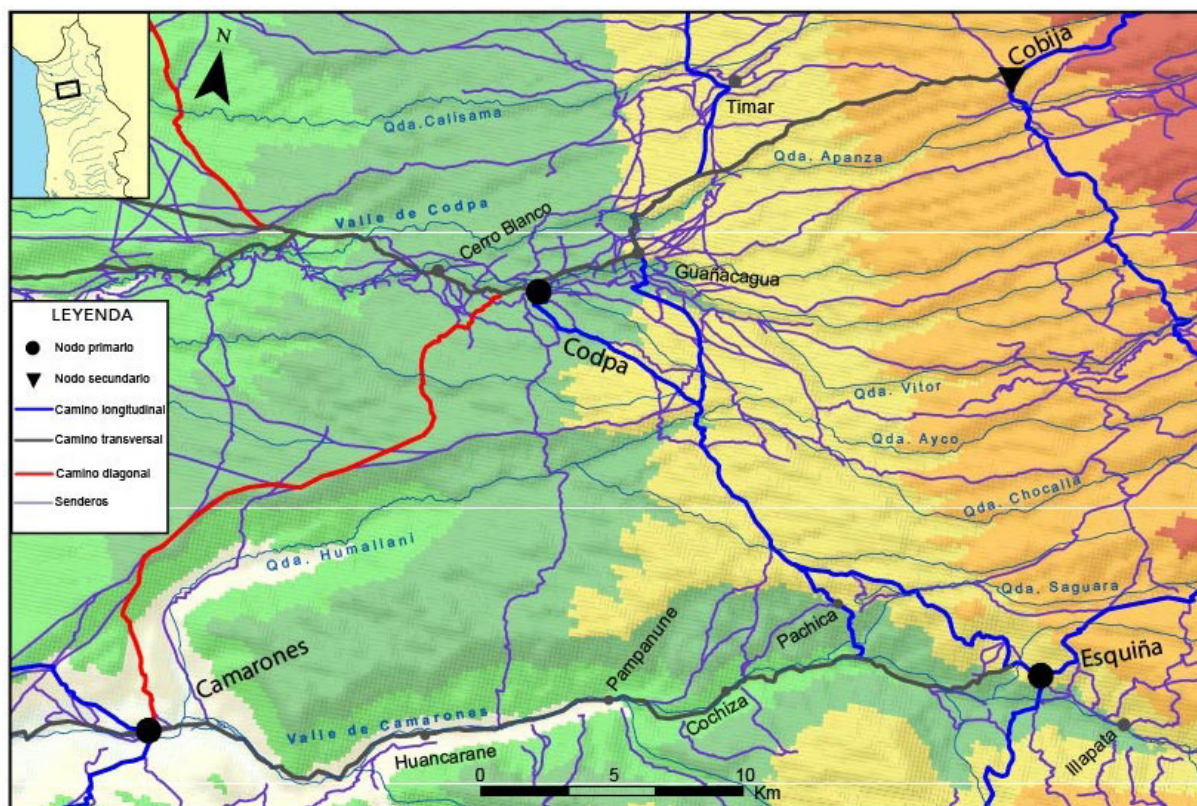 N
Cobija
Timar
Qda.Calisama
Qda. Apanza
Valle de Codpa
Cerro Blanco
Guañacagua
LEYENDA
Nodo primario
Nodo secundario
Camino longitudinal
Camino transversal
Camino diagonal
Senderos
Codpa
Qda. Vitor
Qda. Ayco
Qda. Chocalla
Qda. Humallani
Qda. Saguara
Camarones
Pampanune
Pachica
Esquiña
Cochiza
Valle de Camarones
Huancarane
Illapata
0 5 10
Km